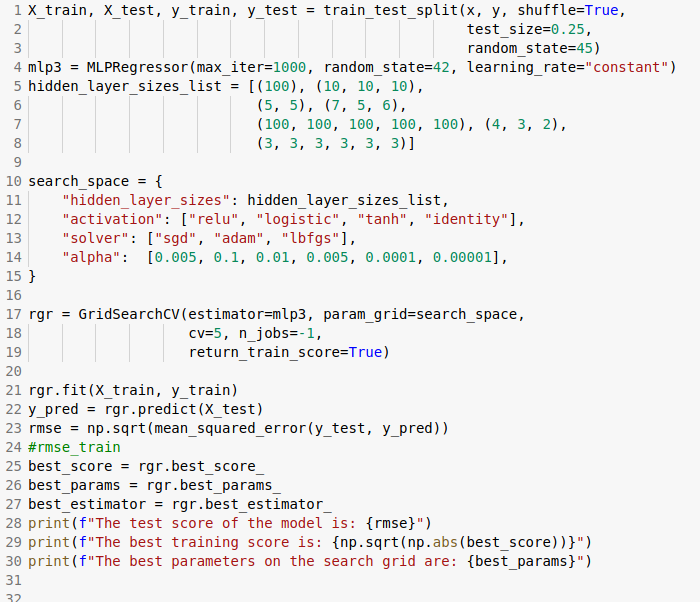 1 X_train, X_test, y_train, y_test = train_test_split(x, y, shuffle=True,
2                                                     test_size=0.25,
3                                                     random_state=45)
4 mlp3 = MLPRegressor(max_iter=1000, random_state=42, learning_rate="constant")
5 hidden_layer_sizes_list = [(100), (10, 10, 10),
6                            (5, 5), (7, 5, 6),
7                            (100, 100, 100, 100, 100), (4, 3, 2),
8                            (3, 3, 3, 3, 3, 3)]
9
10 search_space = {
11     "hidden_layer_sizes": hidden_layer_sizes_list,
12     "activation": ["relu", "logistic", "tanh", "identity"],
13     "solver": ["sgd", "adam", "lbfgs"],
14     "alpha":  [0.005, 0.1, 0.01, 0.005, 0.0001, 0.00001],
15 }
16
17 rgr = GridSearchCV(estimator=mlp3, param_grid=search_space,
18                    cv=5, n_jobs=-1,
19                    return_train_score=True)
20
21 rgr.fit(X_train, y_train)
22 y_pred = rgr.predict(X_test)
23 rmse = np.sqrt(mean_squared_error(y_test, y_pred))
24 #rmse_train
25 best_score = rgr.best_score_
26 best_params = rgr.best_params_
27 best_estimator = rgr.best_estimator_
28 print(f"The test score of the model is: {rmse}")
29 print(f"The best training score is: {np.sqrt(np.abs(best_score))}")
30 print(f"The best parameters on the search grid are: {best_params}")
31
32